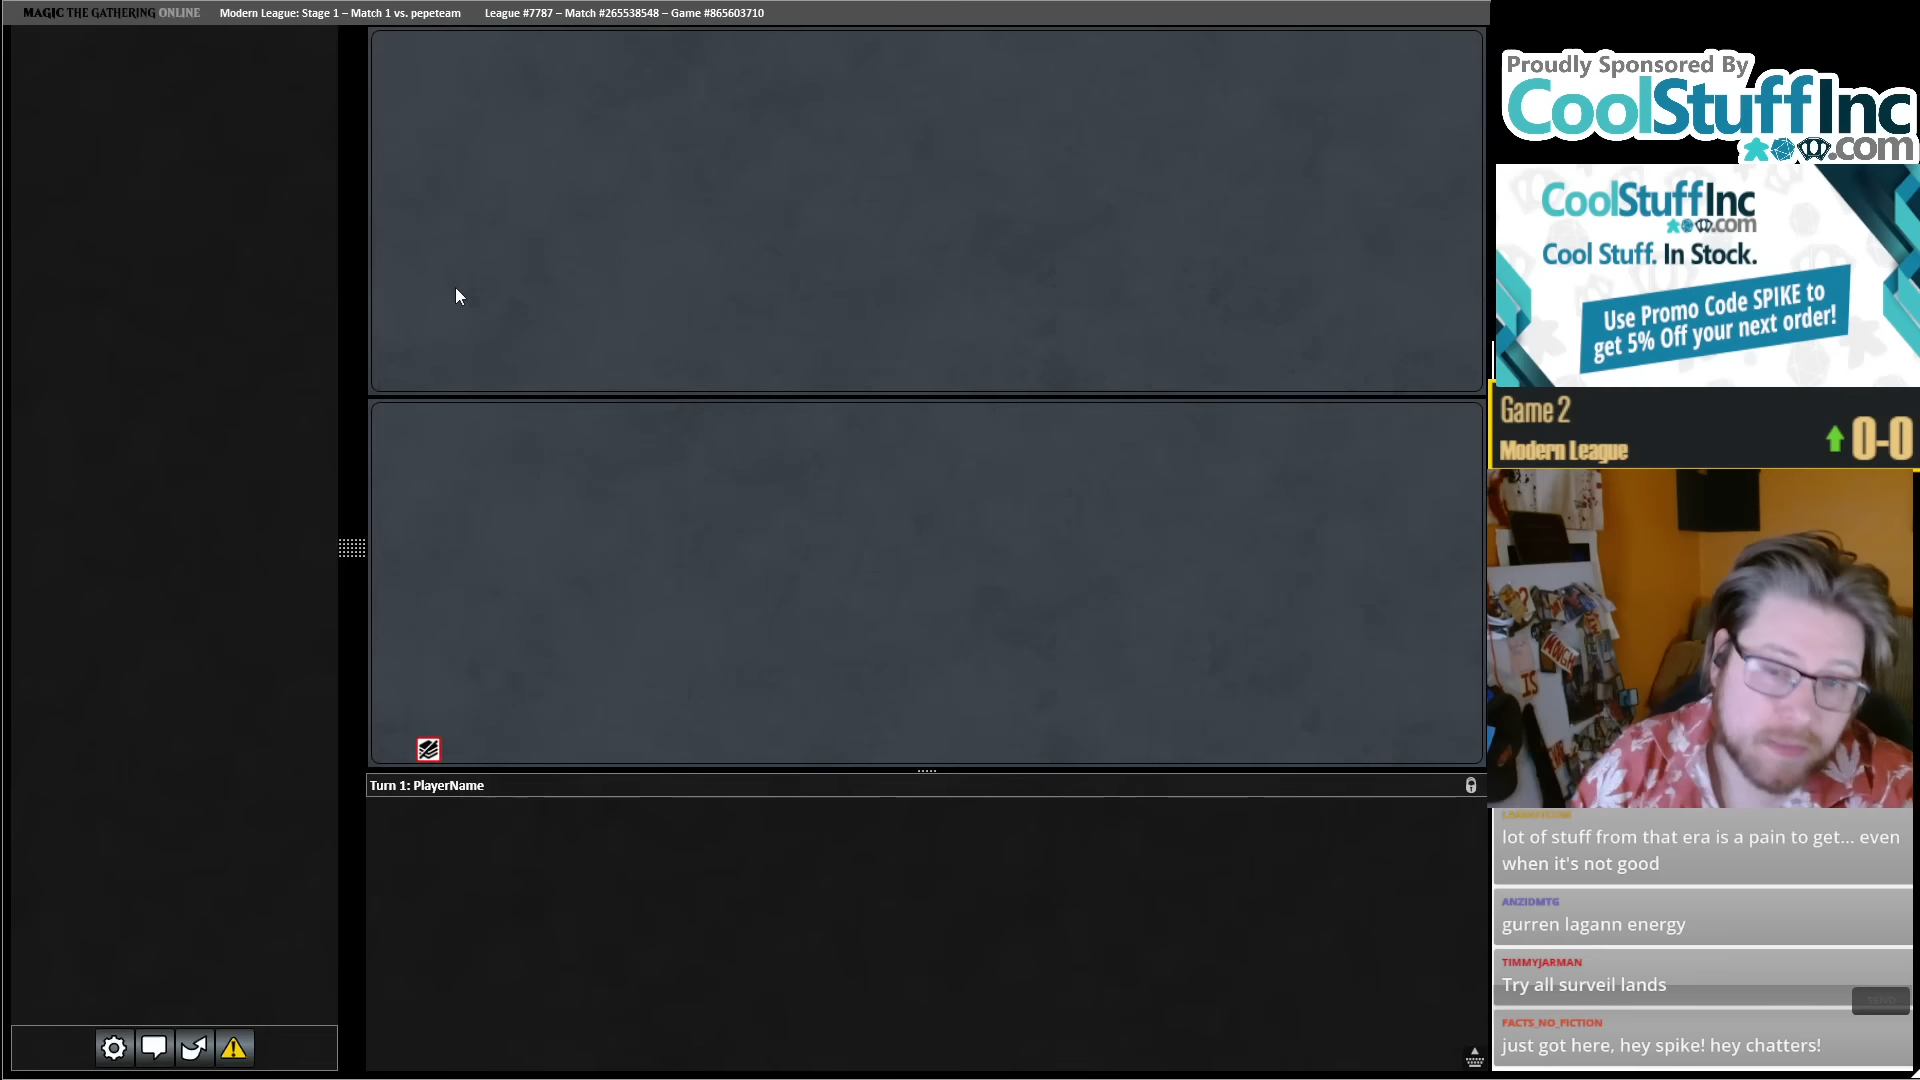 MAGIC THE GATHERING ONLINE
Modern League: Stage 1 – Match 1 vs. pepeteam
League #7787 – Match #265538548 – Game #865603710
Proudly Sponsored By
CoolStuffInc
.com
CoolStuffInc
.com
Cool Stuff. In Stock.
Use Promo Code SPIKE to
get 5% Off your next order!
Game 2
Modern League
0-0
IS
Turn 1: PlayerName
lot of stuff from that era is a pain to get... even
when it's not good
ANZIDMTG
gurren lagann energy
TIMMYJARMAN
Try all surveil lands
SEND
FACTS_NO_FICTION
just got here, hey spike! hey chatters!